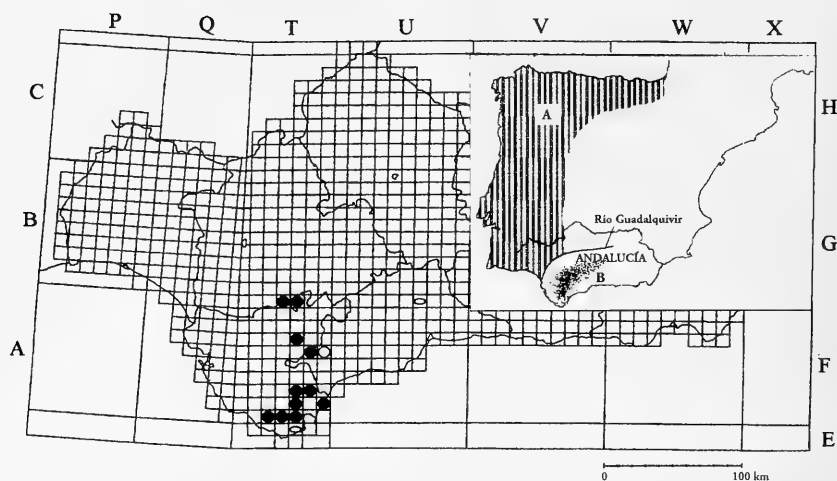 P Q T U V W X
C
H
A
Río Guadalquivir
B
G
ANDALUCÍA
B
A
F
E
0 100 km